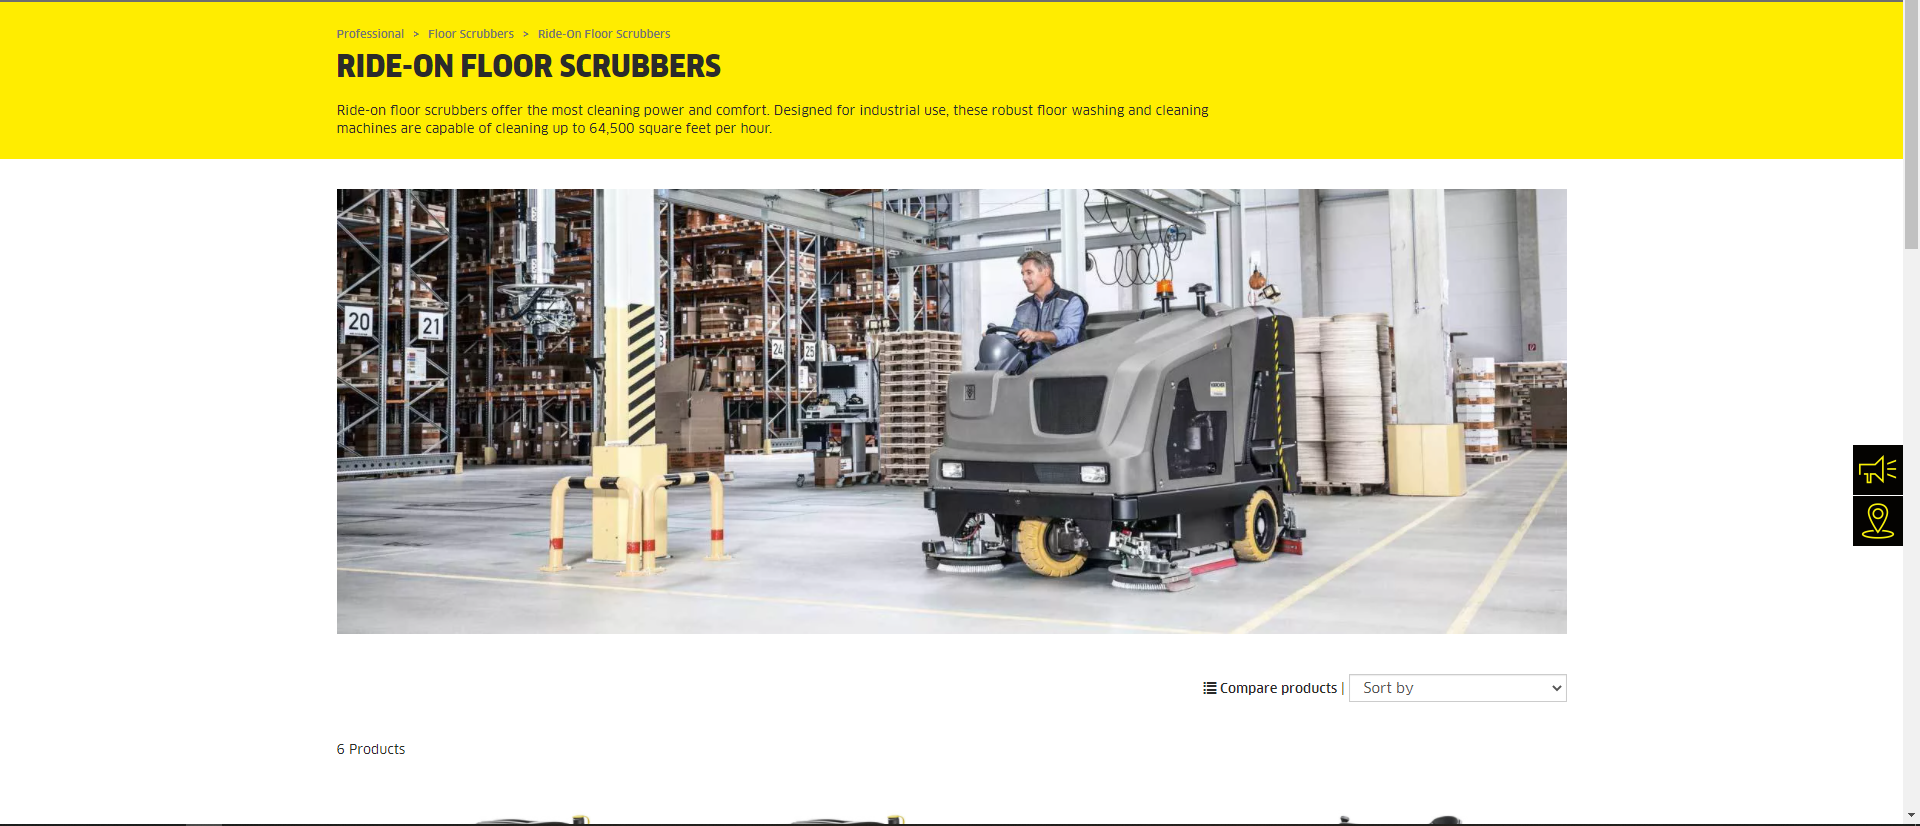 Professional > Floor Scrubbers > Ride-On Floor Scrubbers
RIDE-ON FLOOR SCRUBBERS
Ride-on floor scrubbers offer the most cleaning power and comfort. Designed for industrial use, these robust floor washing and cleaning
machines are capable of cleaning up to 64,500 square feet per hour.
20
21
24
25
KÄRCHER
Compare products | Sort by
6 Products